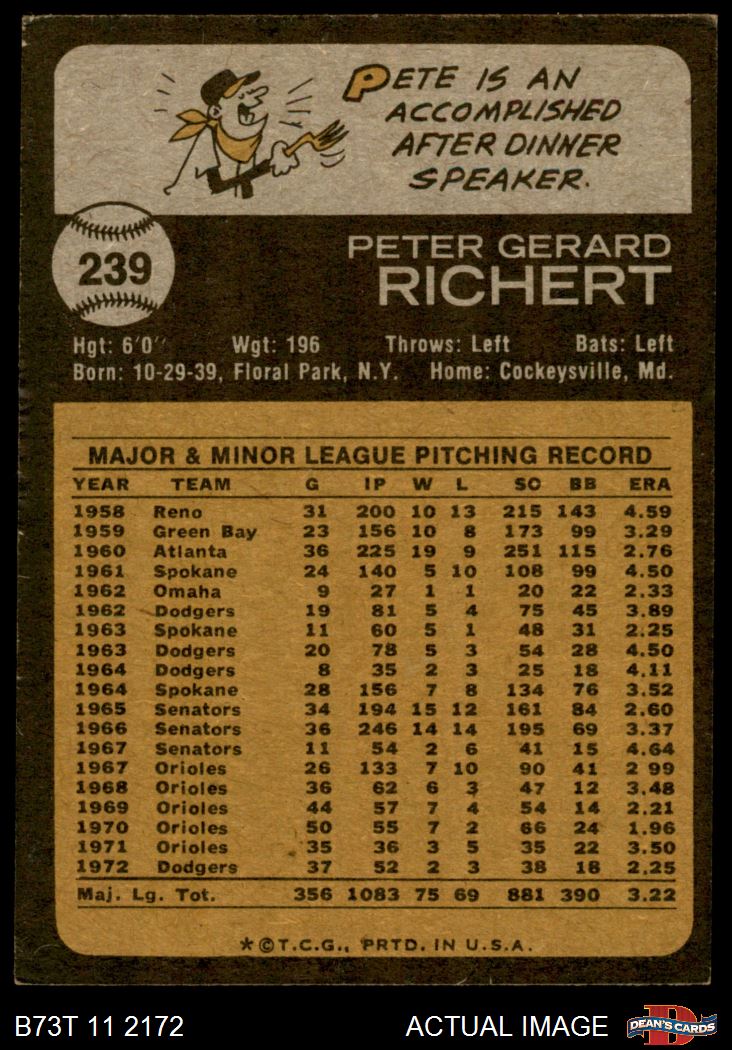 PETE IS AN
ACCOMPLISHED
AFTER DINNER
SPEAKER.
239
PETER GERARD
RICHERT
Hgt: 6'0" Wgt: 196 Throws: Left Bats: Left
Born: 10-29-39, Floral Park, N.Y. Home: Cockeysville, Md.
MAJOR & MINOR LEAGUE PITCHING RECORD
YEAR TEAM G IP W L SO BB ERA
1958 Reno 31 200 10 13 215 143 4.59
1959 Green Bay 23 156 10 8 173 99 3.29
1960 Atlanta 36 225 19 9 251 115 2.76
1961 Spokane 24 140 5 10 108 99 4.50
1962 Omaha 9 27 1 1 20 22 2.33
1962 Dodgers 19 81 5 4 75 45 3.89
1963 Spokane 11 60 5 1 48 31 2.25
1963 Dodgers 20 78 5 3 54 28 4.50
1964 Dodgers 8 35 2 3 25 18 4.11
1964 Spokane 28 156 7 8 134 76 3.52
1965 Senators 34 194 15 12 161 84 2.60
1966 Senators 36 246 14 14 195 69 3.37
1967 Senators 11 54 2 6 41 15 4.64
1967 Orioles 26 133 7 10 90 41 2 99
1968 Orioles 36 62 6 3 47 12 3.48
1969 Orioles 44 57 7 4 54 14 2.21
1970 Orioles 50 55 7 2 66 24 1.96
1971 Orioles 35 36 3 5 35 22 3.50
1972 Dodgers 37 52 2 3 38 18 2.25
Maj. Lg. Tot. 356 1083 75 69 881 390 3.22
*©T.C.G., PRTD. IN U.S.A.
B73T 11 2172 ACTUAL IMAGE D DEAN'S CARDS